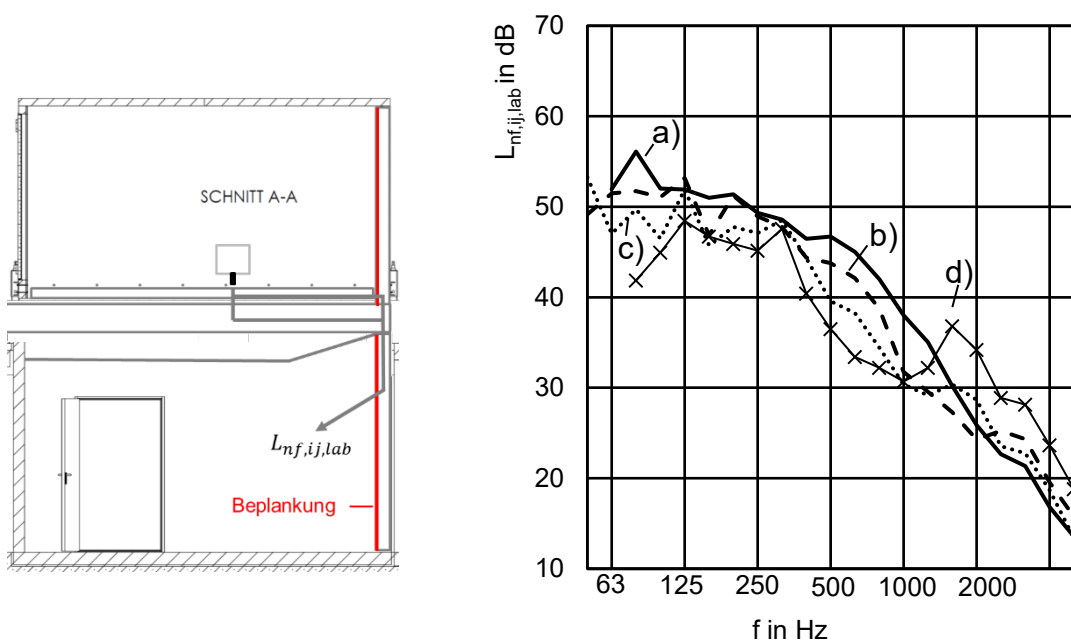 SCHNITT A-A
L_{nf,ij,lab}
Beplankung
L_{nf,ij,lab} in dB
70
60
50
40
30
20
10
a)
b)
c)
d)
63 125 250 500 1000 2000
f in Hz